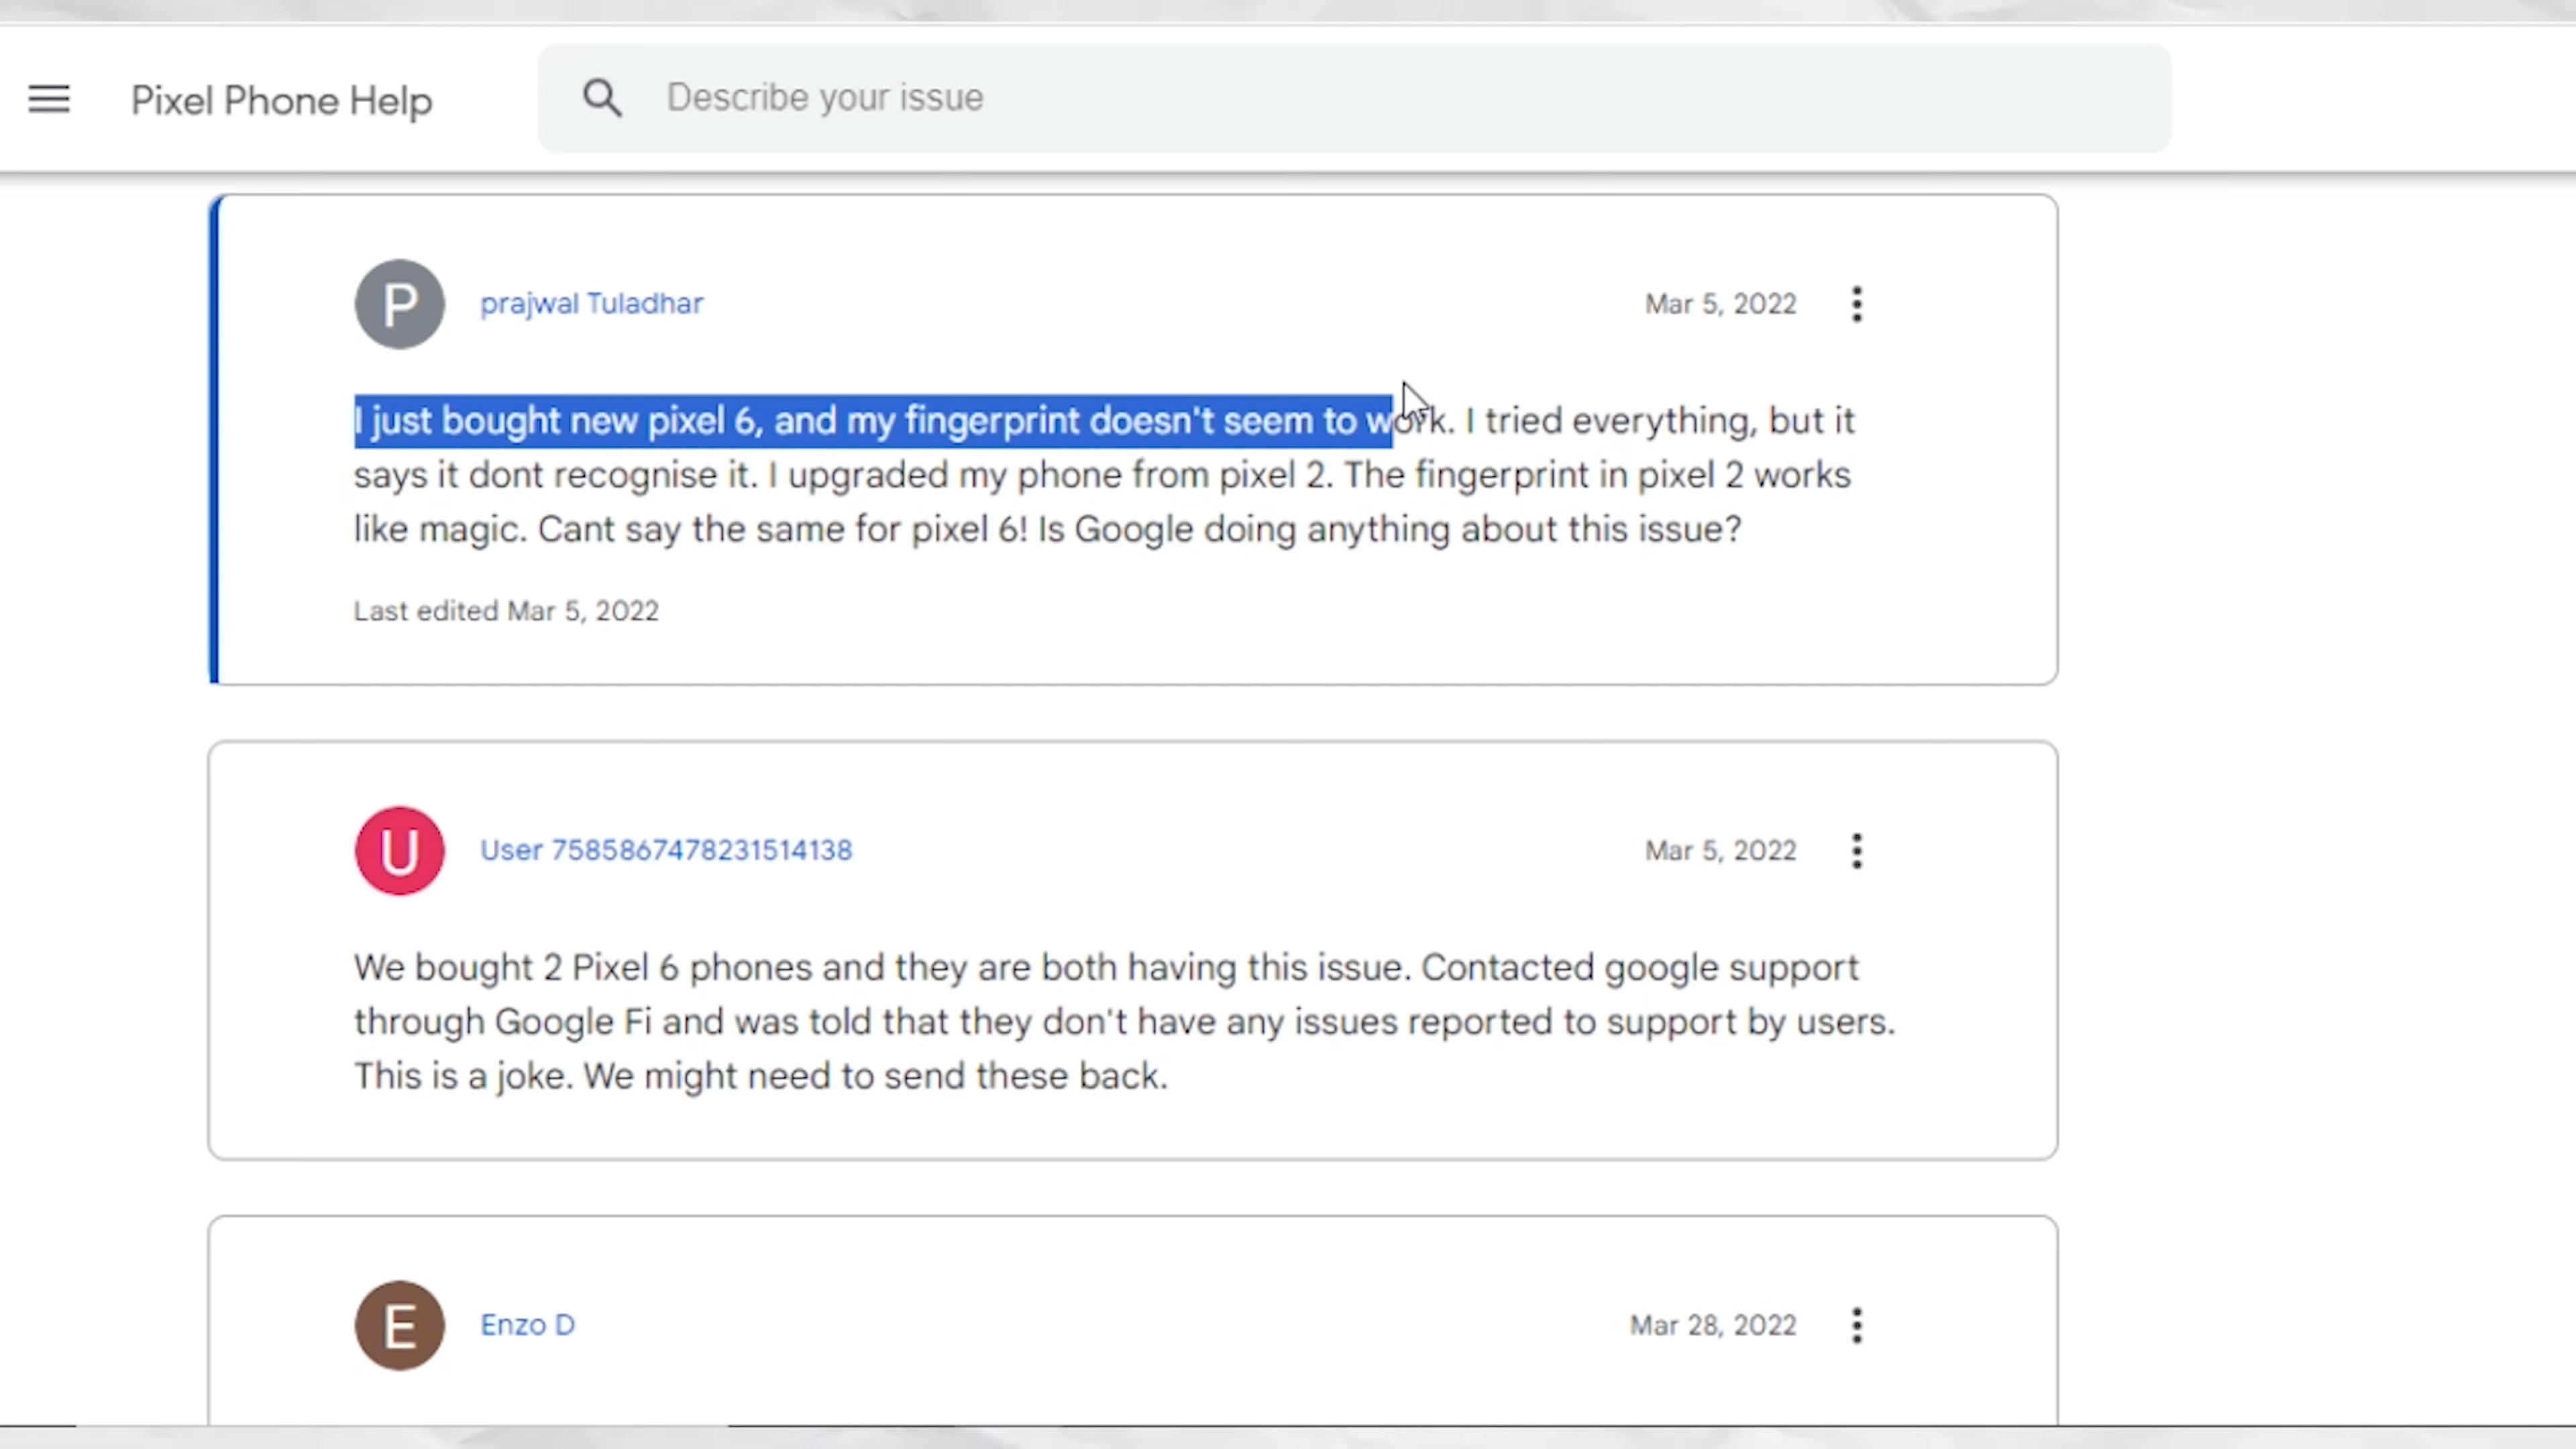 Pixel Phone Help
Describe your issue
P
prajwal Tuladhar
Mar 5, 2022
I just bought new pixel 6, and my fingerprint doesn't seem to work. I tried everything, but it
says it dont recognise it. I upgraded my phone from pixel 2. The fingerprint in pixel 2 works
like magic. Cant say the same for pixel 6! Is Google doing anything about this issue?
Last edited Mar 5, 2022
U
User 7585867478231514138
Mar 5, 2022
We bought 2 Pixel 6 phones and they are both having this issue. Contacted google support
through Google Fi and was told that they don't have any issues reported to support by users.
This is a joke. We might need to send these back.
E
Enzo D
Mar 28, 2022